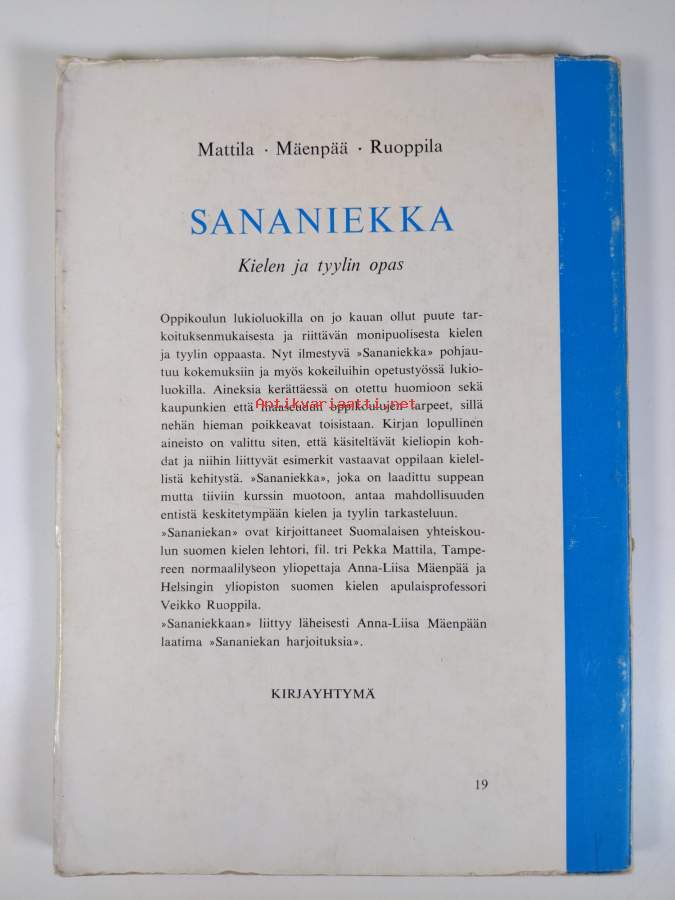 Mattila · Mäenpää · Ruoppila
SANANIEKKA
Kielen ja tyylin opas
Oppikoulun lukioluokilla on jo kauan ollut puute tar-
koituksenmukaisesta ja riittävän monipuolisesta kielen
ja tyylin oppaasta. Nyt ilmestyvä »Sananiekka» pohjau-
tuu kokemuksiin ja myös kokeiluihin opetustyössä lukio-
luokilla. Aineksia kerättäessä on otettu huomioon sekä
Antikvariaatti.net
kaupunkien että maaseudun oppikoulujen tarpeet, sillä
nehän hieman poikkeavat toisistaan. Kirjan lopullinen
aineisto on valittu siten, että käsiteltävät kieliopin koh-
dat ja niihin liittyvät esimerkit vastaavat oppilaan kielel-
listä kehitystä. »Sananiekka», joka on laadittu suppean
mutta tiiviin kurssin muotoon, antaa mahdollisuuden
entistä keskitetympään kielen ja tyylin tarkasteluun.
»Sananiekan» ovat kirjoittaneet Suomalaisen yhteiskou-
lun suomen kielen lehtori, fil. tri Pekka Mattila, Tampe-
reen normaalilyseon yliopettaja Anna-Liisa Mäenpää ja
Helsingin yliopiston suomen kielen apulaisprofessori
Veikko Ruoppila.
»Sananiekkaan» liittyy läheisesti Anna-Liisa Mäenpään
laatima »Sananiekan harjoituksia».
KIRJAYHTYMÄ
19